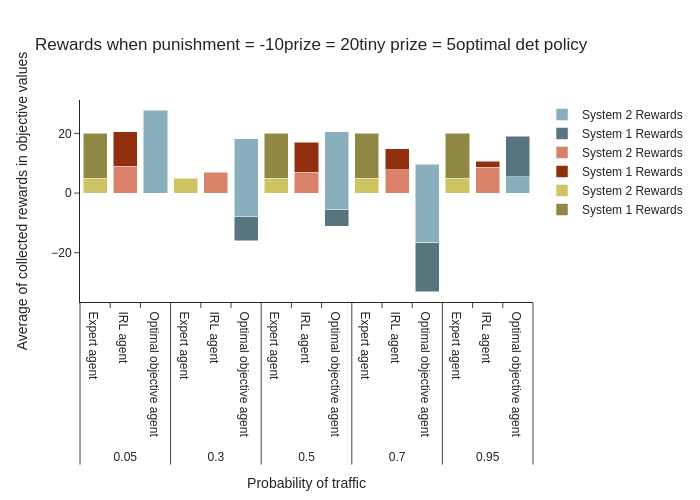 Rewards when punishment = -10prize = 20tiny prize = 5optimal det policy
Average of collected rewards in objective values
20
0
−20
System 2 Rewards
System 1 Rewards
System 2 Rewards
System 1 Rewards
System 2 Rewards
System 1 Rewards
Expert agent
IRL agent
Optimal objective agent
Expert agent
IRL agent
Optimal objective agent
Expert agent
IRL agent
Optimal objective agent
Expert agent
IRL agent
Optimal objective agent
Expert agent
IRL agent
Optimal objective agent
0.05
0.3
0.5
0.7
0.95
Probability of traffic